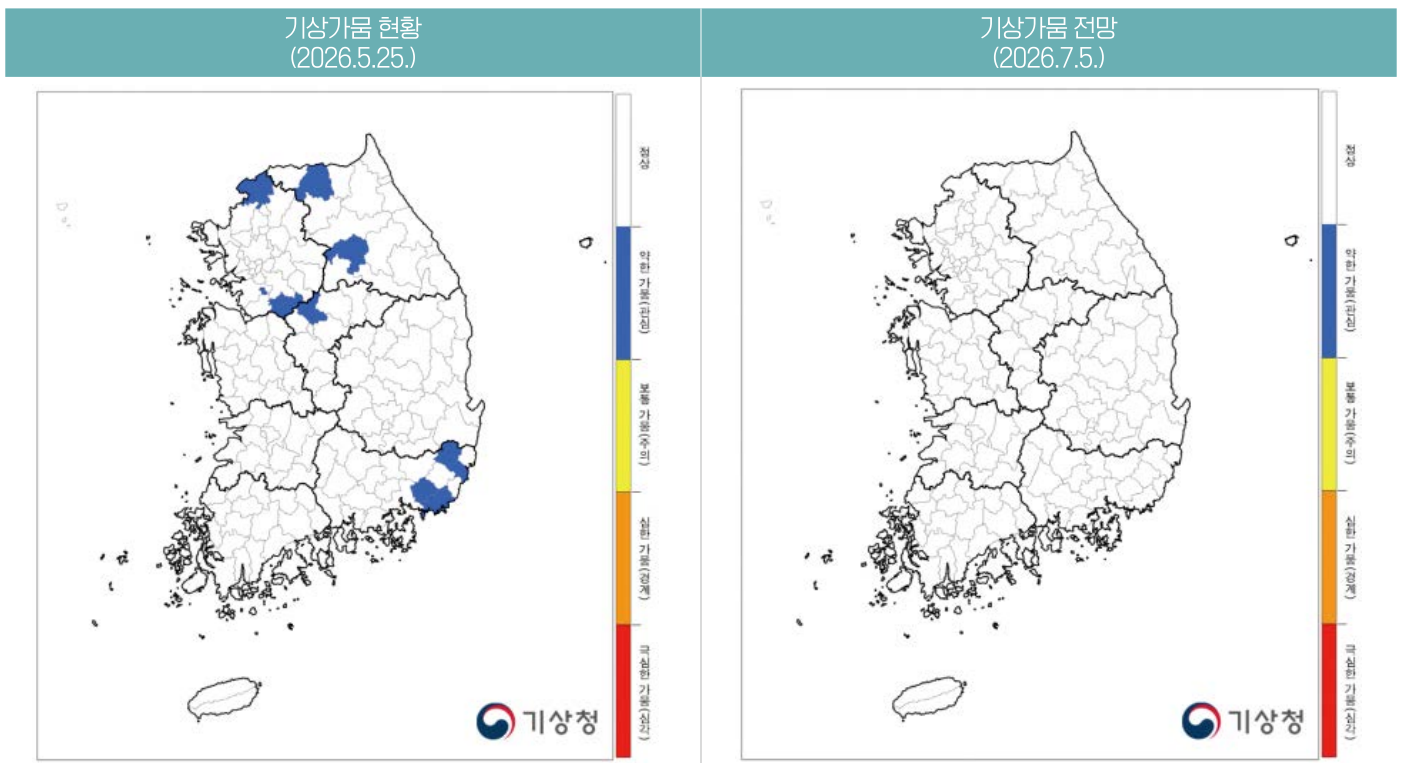 기상가뭄 현황
(2026.5.25.)
기상가뭄 전망
(2026.7.5.)
정상
약한 가뭄(관심)
보통 가뭄(주의)
심한 가뭄(경계)
극심한 가뭄(심각)
기상청
정상
약한 가뭄(관심)
보통 가뭄(주의)
심한 가뭄(경계)
극심한 가뭄(심각)
기상청